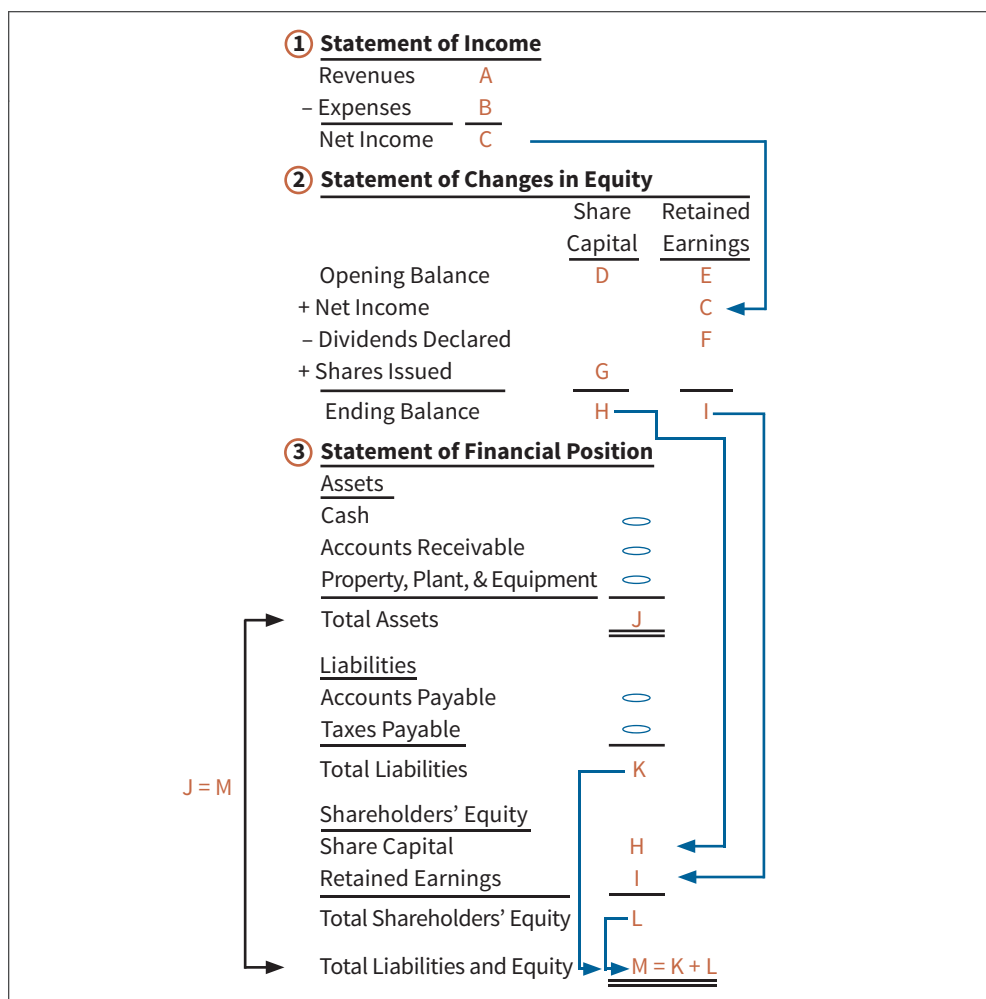 ① Statement of Income
Revenues A
– Expenses B
Net Income C
② Statement of Changes in Equity
Share Retained
Capital Earnings
Opening Balance D E
+ Net Income C
– Dividends Declared F
+ Shares Issued G
Ending Balance H I
③ Statement of Financial Position
Assets
Cash
Accounts Receivable
Property, Plant, & Equipment
Total Assets J
Liabilities
Accounts Payable
Taxes Payable
Total Liabilities K
J = M
Shareholders’ Equity
Share Capital H
Retained Earnings I
Total Shareholders’ Equity L
Total Liabilities and Equity M = K + L